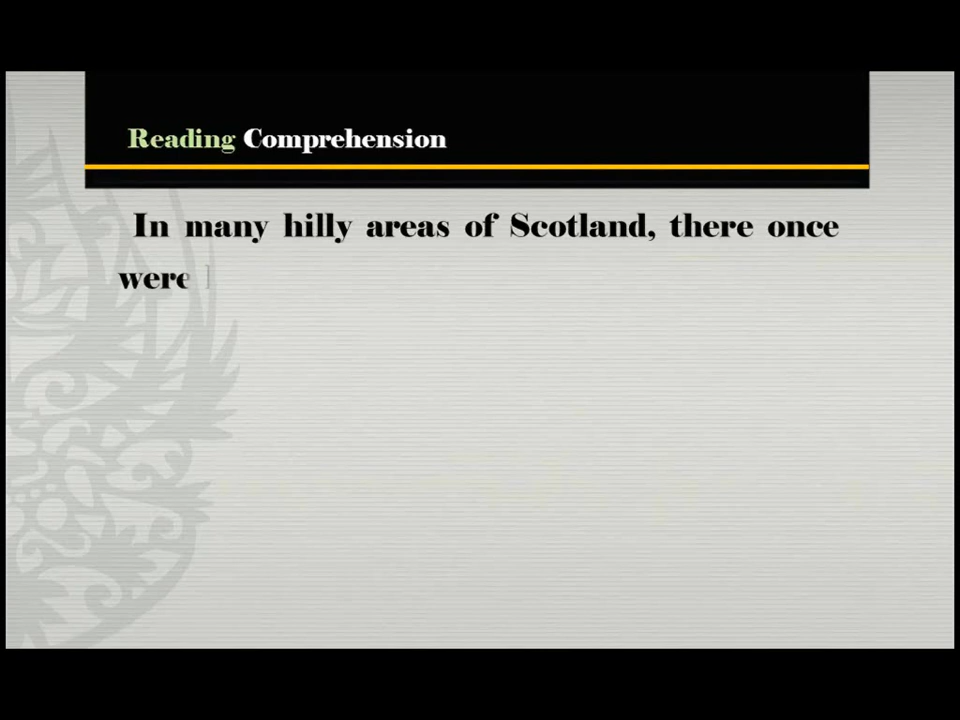 Reading Comprehension
In many hilly areas of Scotland, there once
were